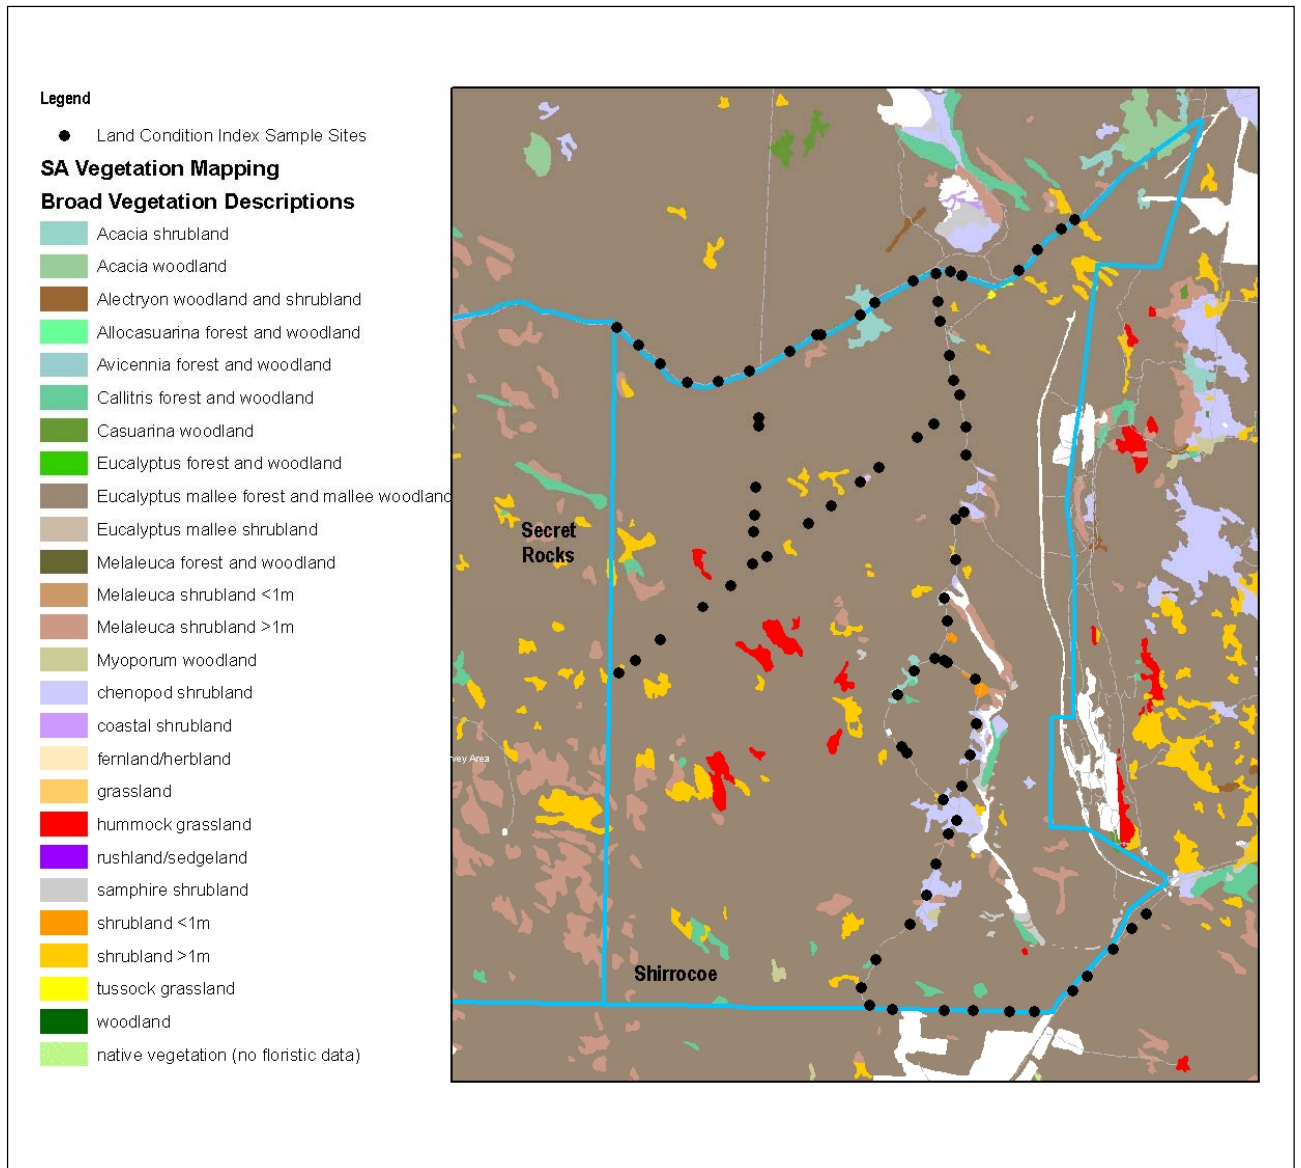 Legend
Land Condition Index Sample Sites
SA Vegetation Mapping
Broad Vegetation Descriptions
Acacia shrubland
Acacia woodland
Alectryon woodland and shrubland
Allocasuarina forest and woodland
Avicennia forest and woodland
Callitris forest and woodland
Casuarina woodland
Eucalyptus forest and woodland
Eucalyptus mallee forest and mallee woodland
Eucalyptus mallee shrubland
Melaleuca forest and woodland
Melaleuca shrubland <1m
Melaleuca shrubland >1m
Myoporum woodland
chenopod shrubland
coastal shrubland
fernland/herbland
grassland
hummock grassland
rushland/sedgeland
samphire shrubland
shrubland <1m
shrubland >1m
tussock grassland
woodland
native vegetation (no floristic data)
Secret
Rocks
vey Area
Shirrocoe